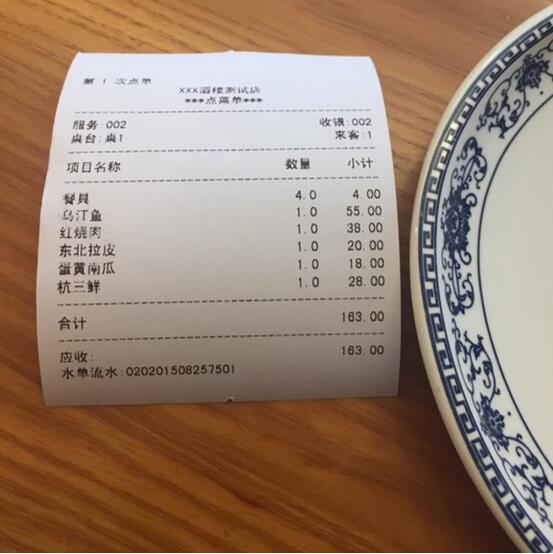 第 1 次点单
XXX酒楼测试店
***点菜单***
服务:002 收银:002
桌台:桌1 来客:1
项目名称 数量 小计
餐具 4.0 4.00
乌江鱼 1.0 55.00
红烧肉 1.0 38.00
东北拉皮 1.0 20.00
蛋黄南瓜 1.0 18.00
杭三鲜 1.0 28.00
合计 163.00
应收: 163.00
水单流水:020201508257501